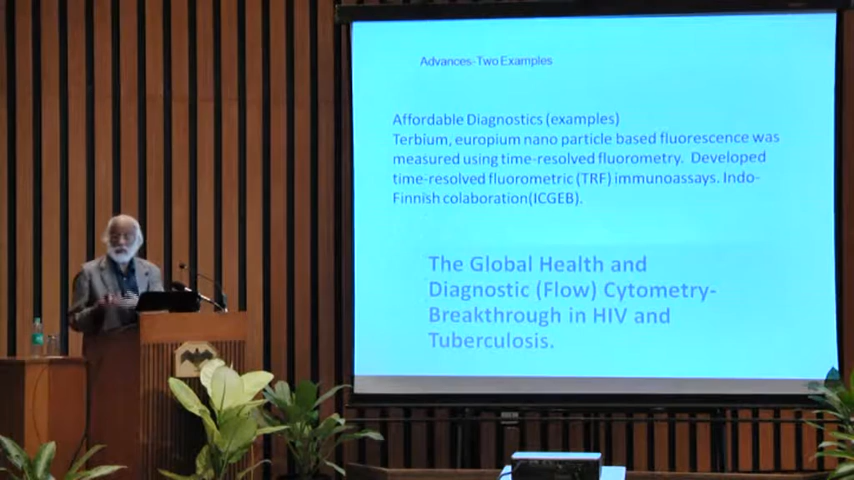 Advances-Two Examples
Affordable Diagnostics (examples)
Terbium, europium nano particle based fluorescence was
measured using time-resolved fluorometry. Developed
time-resolved fluorometric (TRF) immunoassays. Indo-
Finnish colaboration(ICGEB).
The Global Health and
Diagnostic (Flow) Cytometry-
Breakthrough in HIV and
Tuberculosis.